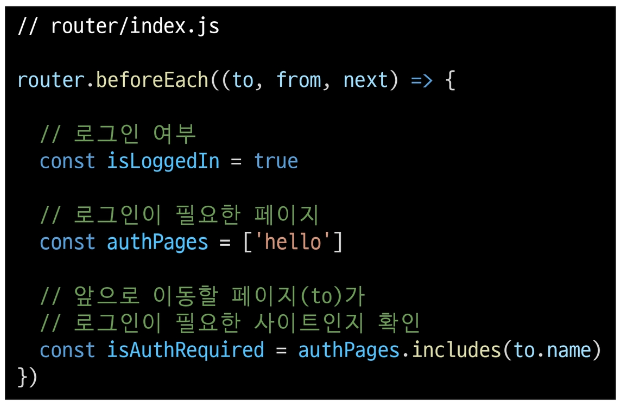 // router/index.js
router.beforeEach((to, from, next) => {
// 로그인 여부
const isLoggedIn = true
// 로그인이 필요한 페이지
const authPages = ['hello']
// 앞으로 이동할 페이지(to)가
// 로그인이 필요한 사이트인지 확인
const isAuthRequired = authPages.includes(to.name)
})